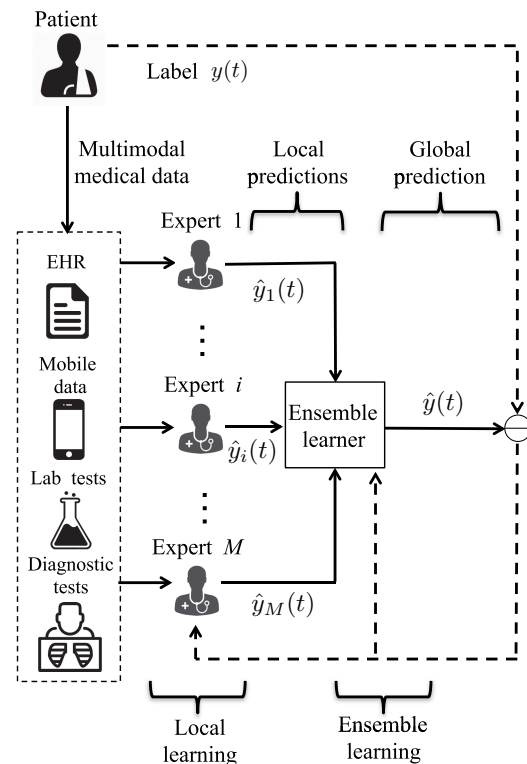 Patient
Label y(t)
Multimodal
medical data
Local
predictions
Global
prediction
Expert 1
EHR
ŷ₁(t)
Mobile
data
Expert i
Ensemble
learner
ŷ(t)
ŷᵢ(t)
Lab tests
Expert M
Diagnostic
tests
ŷ_M(t)
Local
learning
Ensemble
learning